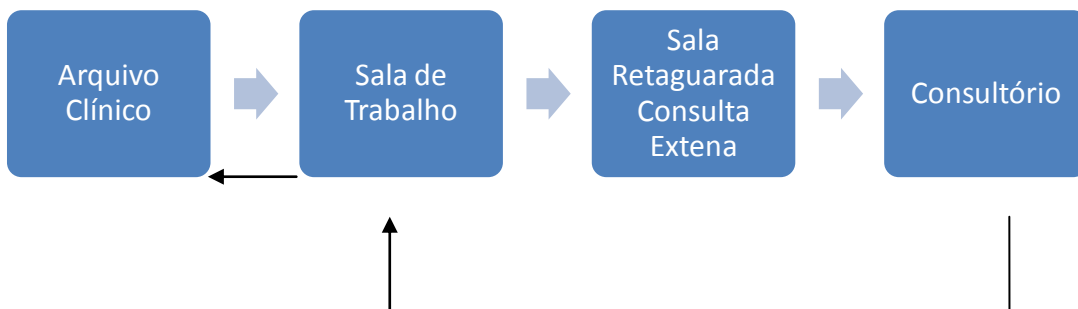 Arquivo
Clínico
Sala de
Trabalho
Sala
Retaguarada
Consulta
Extena
Consultório